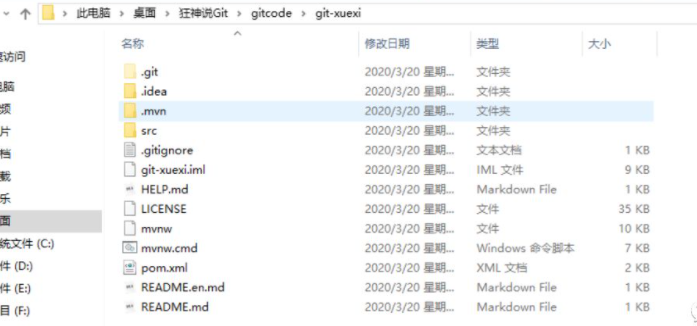 此电脑 > 桌面 > 狂神说Git > gitcode > git-xuexi
名称 修改日期 类型 大小
访问
.git 2020/3/20 星期... 文件夹
电脑
.idea 2020/3/20 星期... 文件夹
频
.mvn 2020/3/20 星期... 文件夹
片
src 2020/3/20 星期... 文件夹
档
.gitignore 2020/3/20 星期... 文本文档 1 KB
载
git-xuexi.iml 2020/3/20 星期... IML 文件 9 KB
乐
HELP.md 2020/3/20 星期... Markdown File 1 KB
面
LICENSE 2020/3/20 星期... 文件 35 KB
统文件 (C:)
mvnw 2020/3/20 星期... 文件 10 KB
件 (D:)
mvnw.cmd 2020/3/20 星期... Windows 命令脚本 7 KB
件 (E:)
pom.xml 2020/3/20 星期... XML 文档 2 KB
目 (F:)
README.en.md 2020/3/20 星期... Markdown File 1 KB
README.md 2020/3/20 星期... Markdown File 1 KB